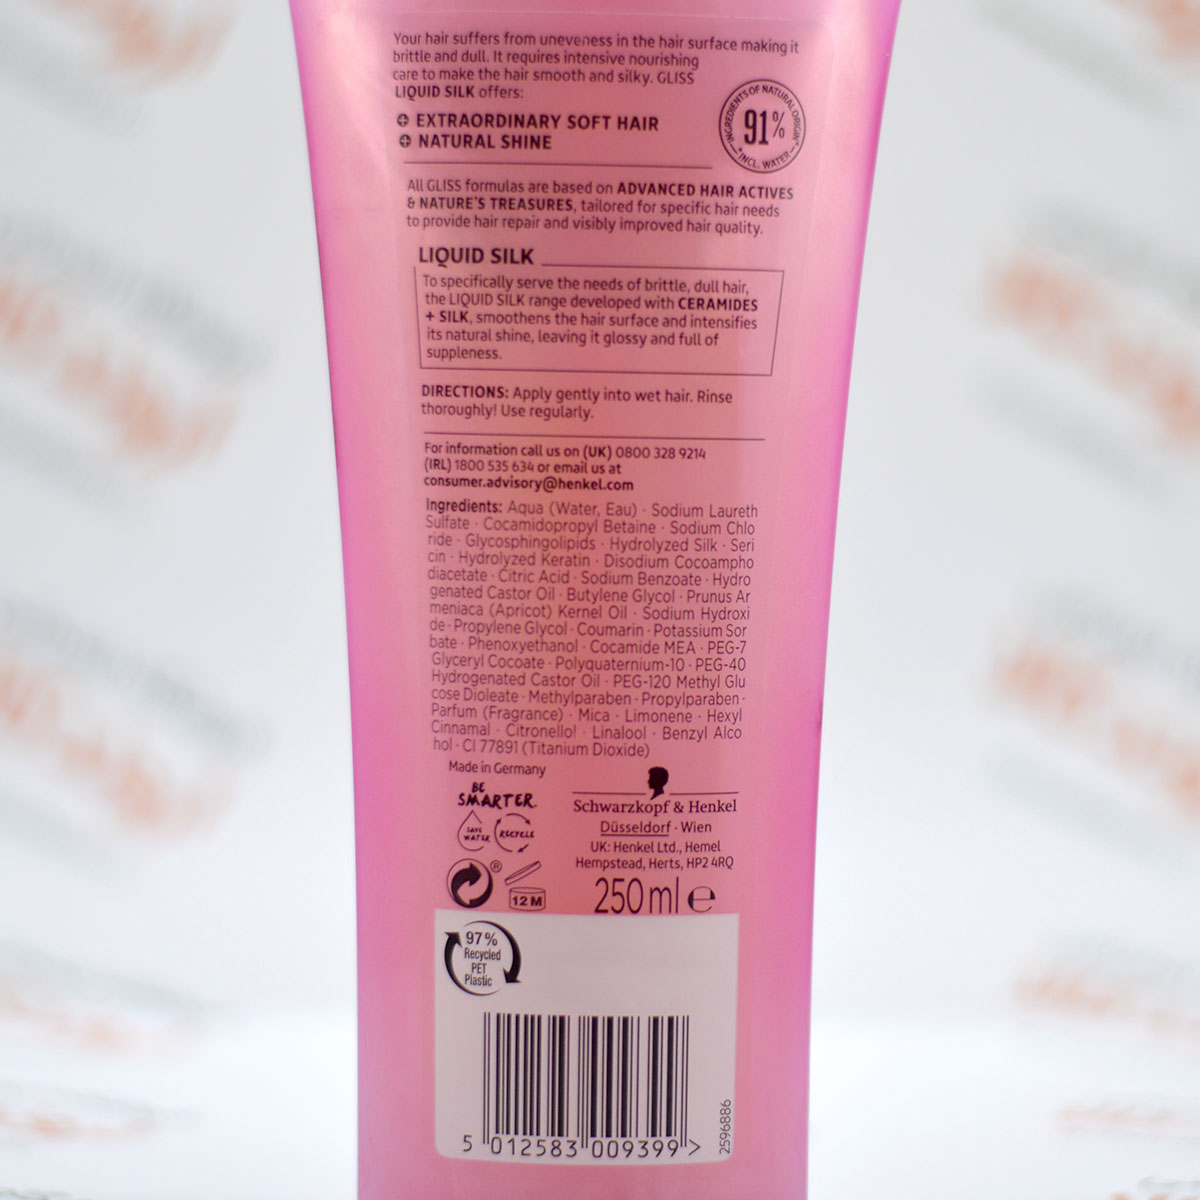 Your hair suffers from uneveness in the hair surface making it
brittle and dull. It requires intensive nourishing
care to make the hair smooth and silky. GLISS
LIQUID SILK offers:
EXTRAORDINARY SOFT HAIR
NATURAL SHINE
INGREDIENTS OF NATURAL ORIGIN*
91%
*INCL. WATER
All GLISS formulas are based on ADVANCED HAIR ACTIVES
& NATURE'S TREASURES, tailored for specific hair needs
to provide hair repair and visibly improved hair quality.
LIQUID SILK
To specifically serve the needs of brittle, dull hair,
the LIQUID SILK range developed with CERAMIDES
+ SILK, smoothens the hair surface and intensifies
its natural shine, leaving it glossy and full of
suppleness.
DIRECTIONS: Apply gently into wet hair. Rinse
thoroughly! Use regularly.
For information call us on (UK) 0800 328 9214
(IRL) 1800 535 634 or email us at
consumer.advisory@henkel.com
Ingredients: Aqua (Water, Eau) · Sodium Laureth
Sulfate · Cocamidopropyl Betaine · Sodium Chlo
ride · Glycosphingolipids · Hydrolyzed Silk · Seri
cin · Hydrolyzed Keratin · Disodium Cocoampho
diacetate · Citric Acid · Sodium Benzoate · Hydro
genated Castor Oil · Butylene Glycol · Prunus Ar
meniaca (Apricot) Kernel Oil · Sodium Hydroxi
de · Propylene Glycol · Coumarin · Potassium Sor
bate · Phenoxyethanol · Cocamide MEA · PEG-7
Glyceryl Cocoate · Polyquaternium-10 · PEG-40
Hydrogenated Castor Oil · PEG-120 Methyl Glu
cose Dioleate · Methylparaben · Propylparaben ·
Parfum (Fragrance) · Mica · Limonene · Hexyl
Cinnamal · Citronellol · Linalool · Benzyl Alco
hol · CI 77891 (Titanium Dioxide)
Made in Germany
BE
SMARTER.
SAVE
WATER
RECYCLE
Schwarzkopf & Henkel
Düsseldorf · Wien
UK: Henkel Ltd., Hemel
Hempstead, Herts, HP2 4RQ
®
12 M
250 ml ℮
97%
Recycled
PET
Plastic
5 012583 009399 >
2596886